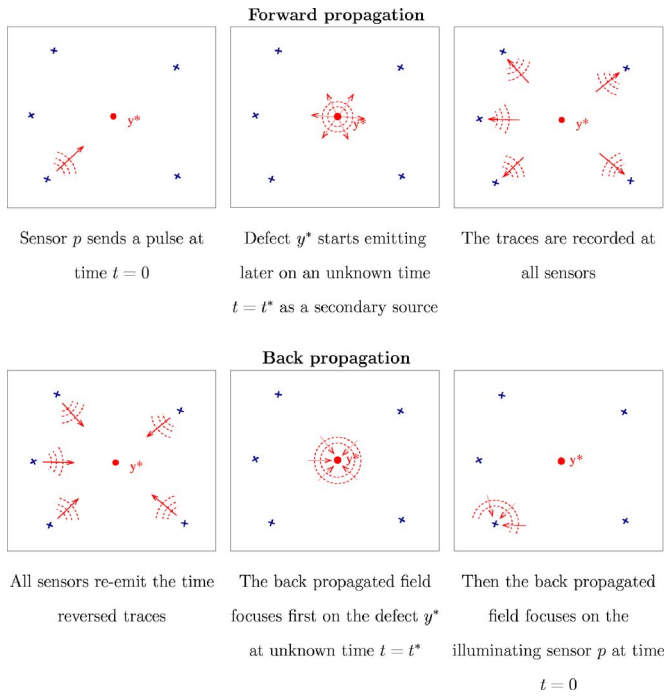 Forward propagation
y*
y*
y*
Sensor p sends a pulse at
time t = 0
Defect y* starts emitting
later on an unknown time
t = t* as a secondary source
The traces are recorded at
all sensors
Back propagation
y*
y*
y*
All sensors re-emit the time
reversed traces
The back propagated field
focuses first on the defect y*
at unknown time t = t*
Then the back propagated
field focuses on the
illuminating sensor p at time
t = 0